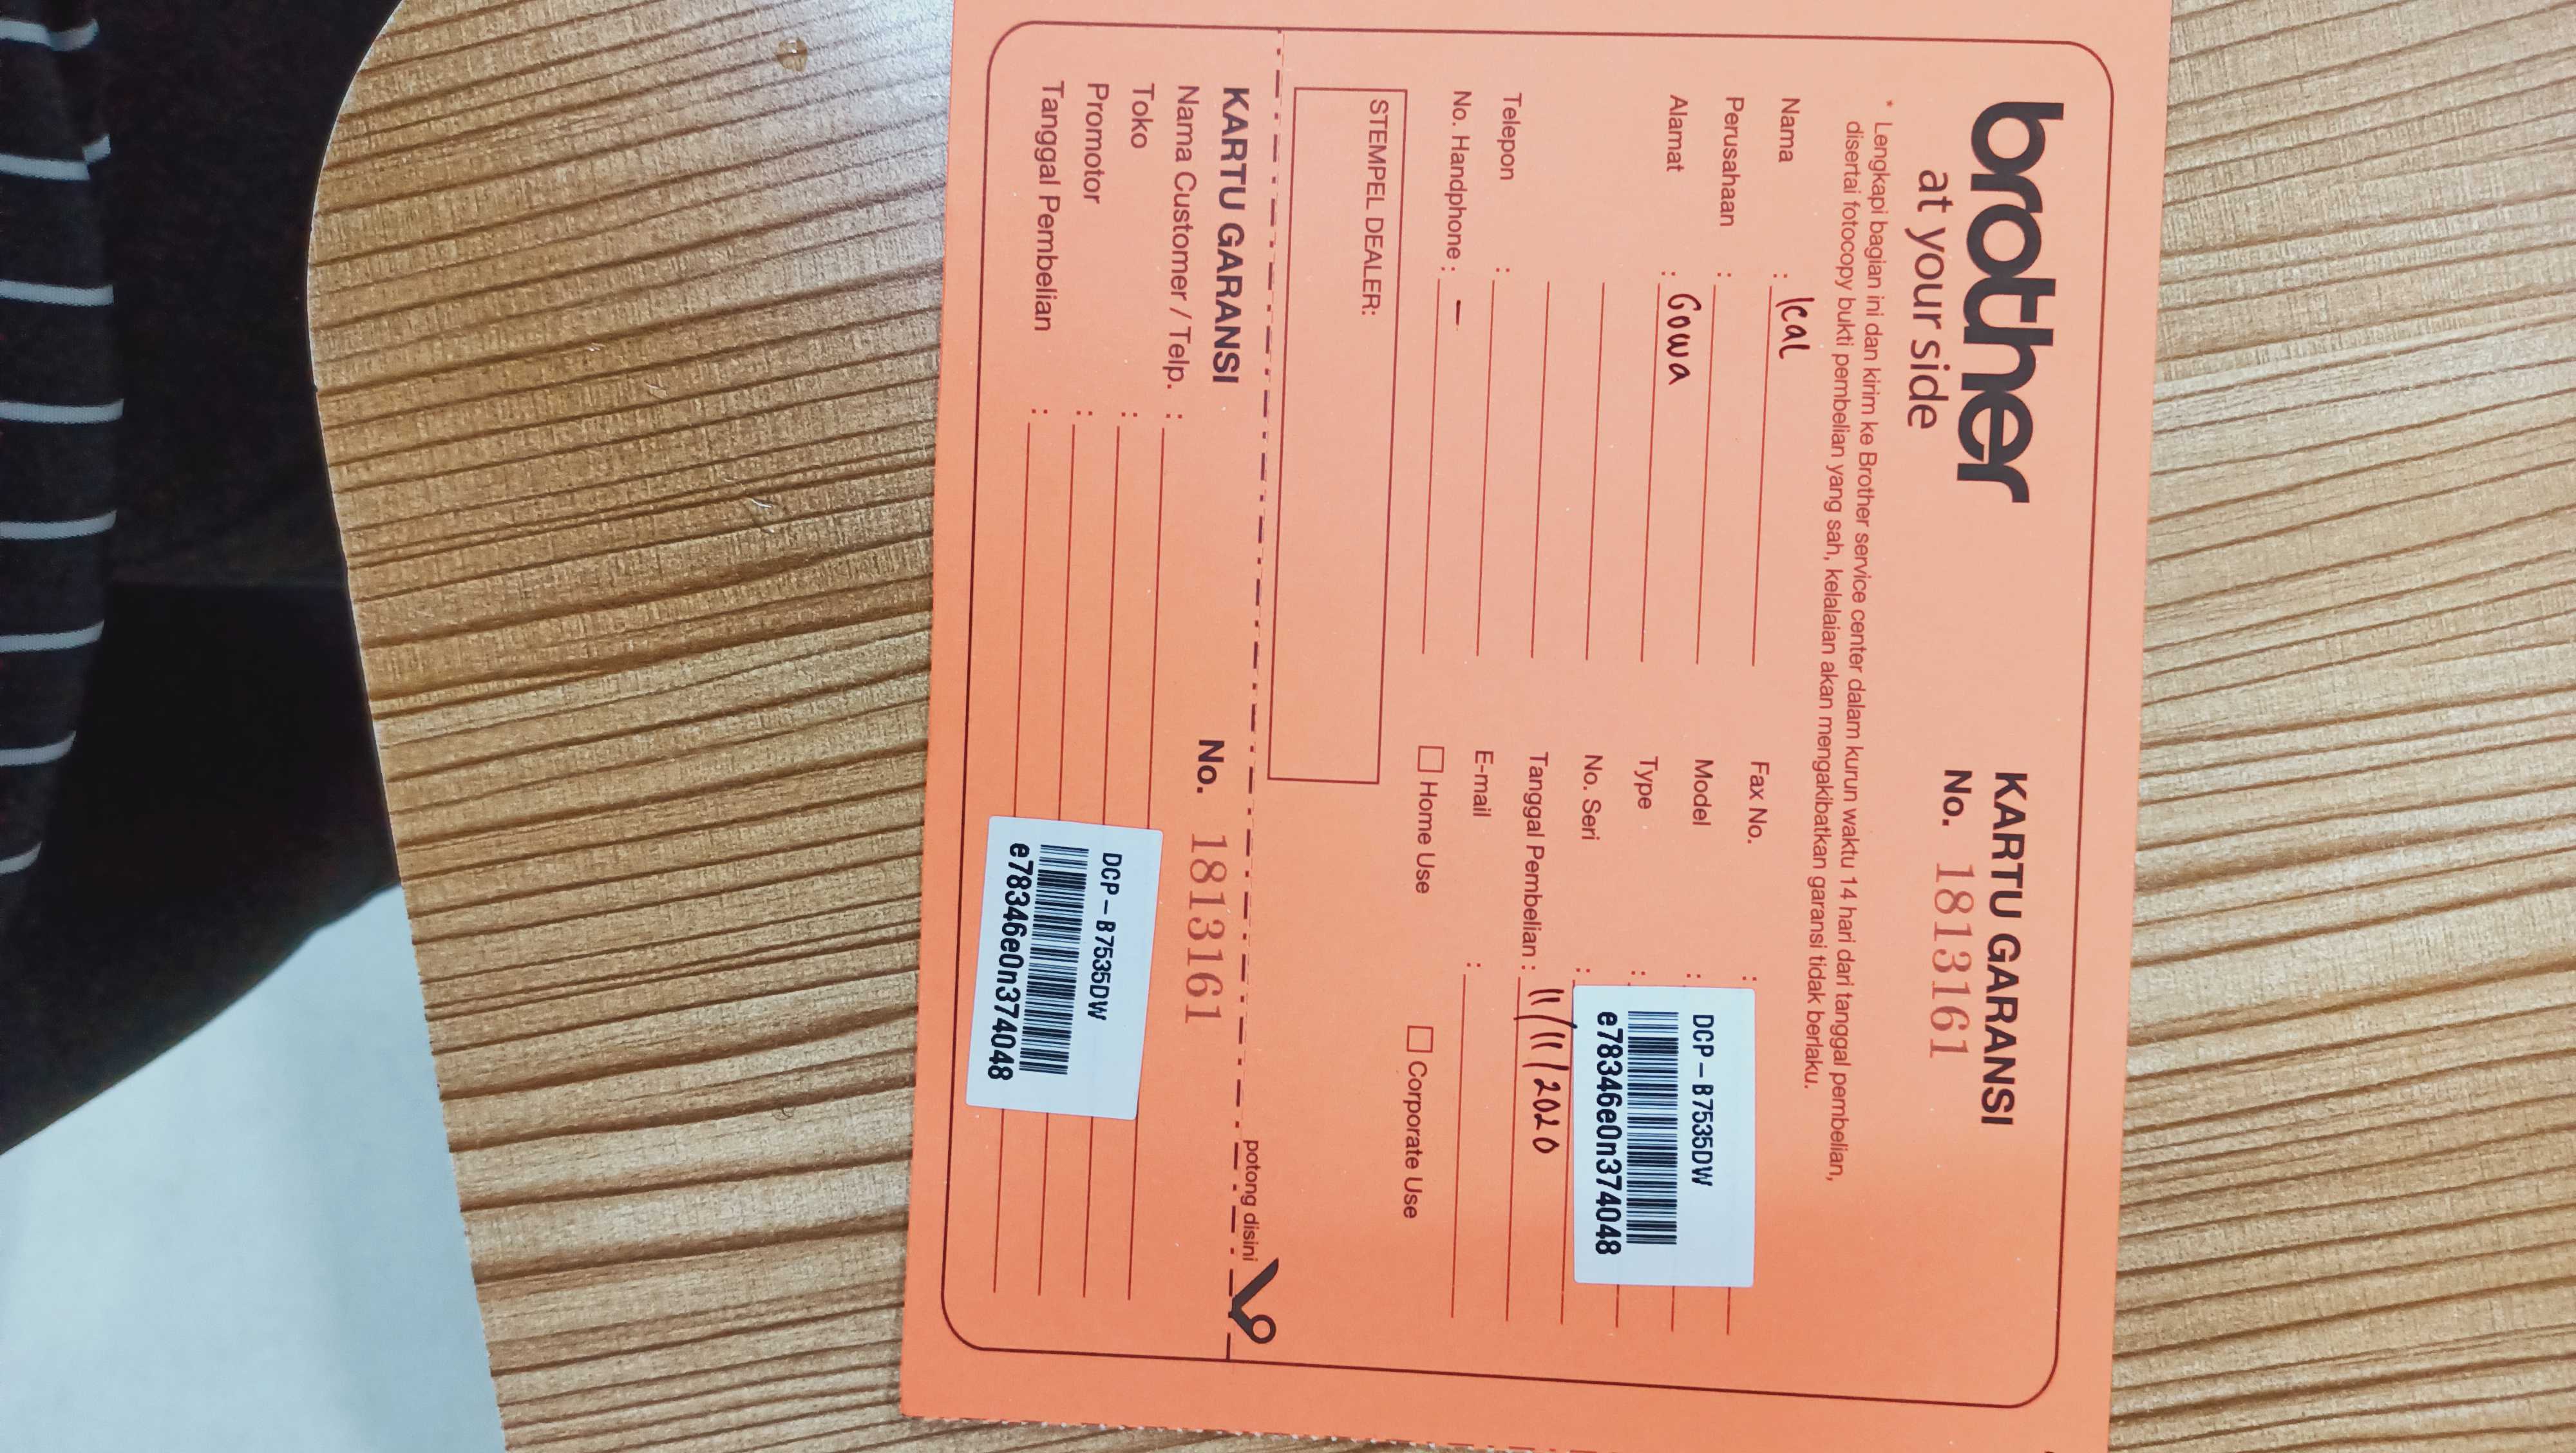 brother
at your side
KARTU GARANSI
No. 1813161
* Lengkapi bagian ini dan kirim ke Brother service center dalam kurun waktu 14 hari dari tanggal pembelian,
disertai fotocopy bukti pembelian yang sah, kelalaian akan mengakibatkan garansi tidak berlaku.
Nama : Ical
Perusahaan :
Alamat : Gowa
Telepon :
No. Handphone : –
Fax No. :
Model :
Type :
No. Seri :
DCP-B7535DW
e78346e0n374048
Tanggal Pembelian : 11/11/2020
E-mail :
Home Use
Corporate Use
STEMPEL DEALER:
potong disini
KARTU GARANSI
No. 1813161
Nama Customer / Telp. :
Toko :
Promotor :
Tanggal Pembelian :
DCP-B7535DW
e78346e0n374048